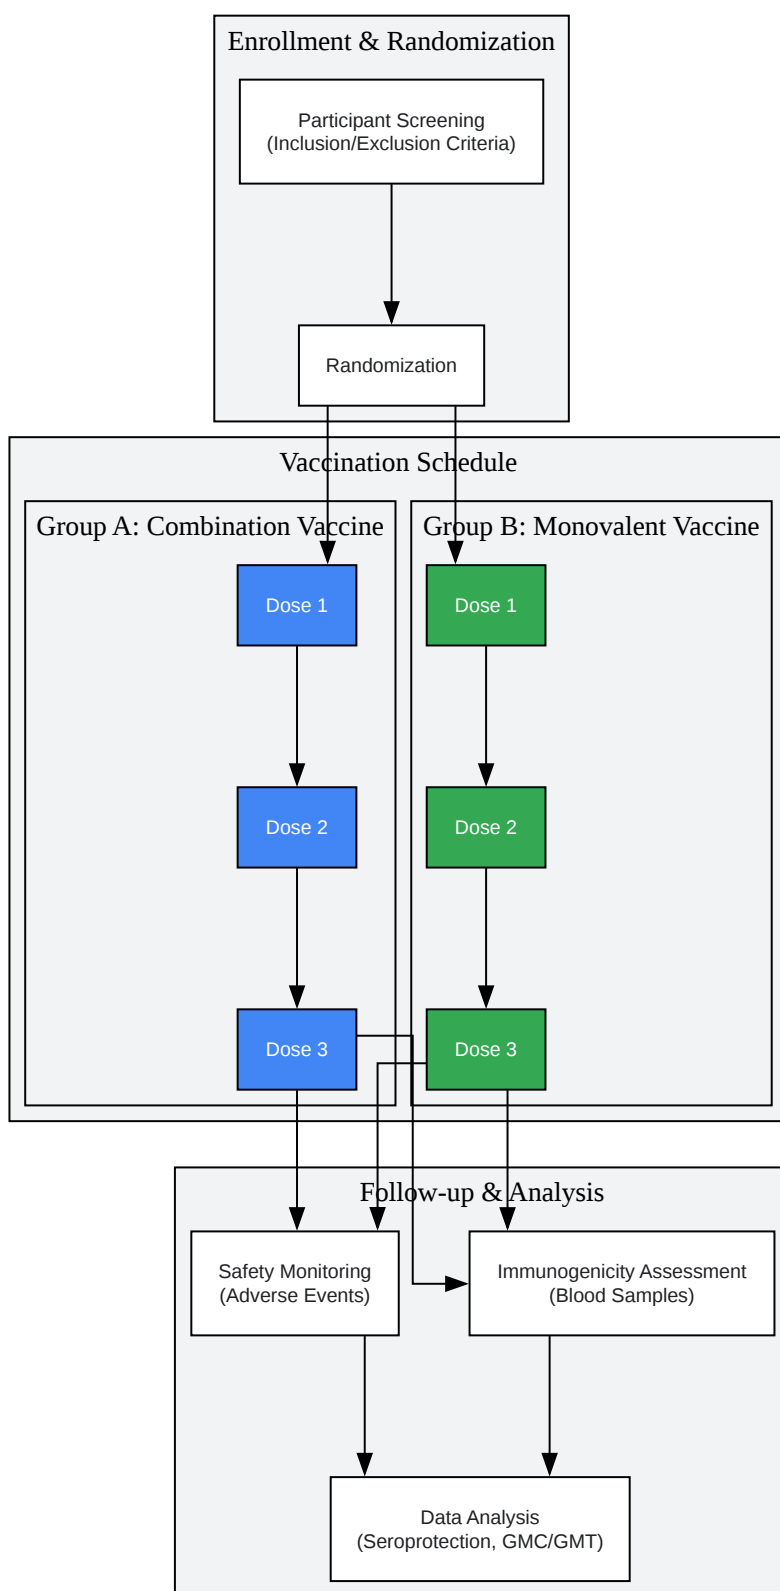 Enrollment & Randomization
Participant Screening
(Inclusion/Exclusion Criteria)
Randomization
Vaccination Schedule
Group A: Combination Vaccine
Group B: Monovalent Vaccine
Dose 1
Dose 1
Dose 2
Dose 2
Dose 3
Dose 3
Follow-up & Analysis
Safety Monitoring
(Adverse Events)
Immunogenicity Assessment
(Blood Samples)
Data Analysis
(Seroprotection, GMC/GMT)